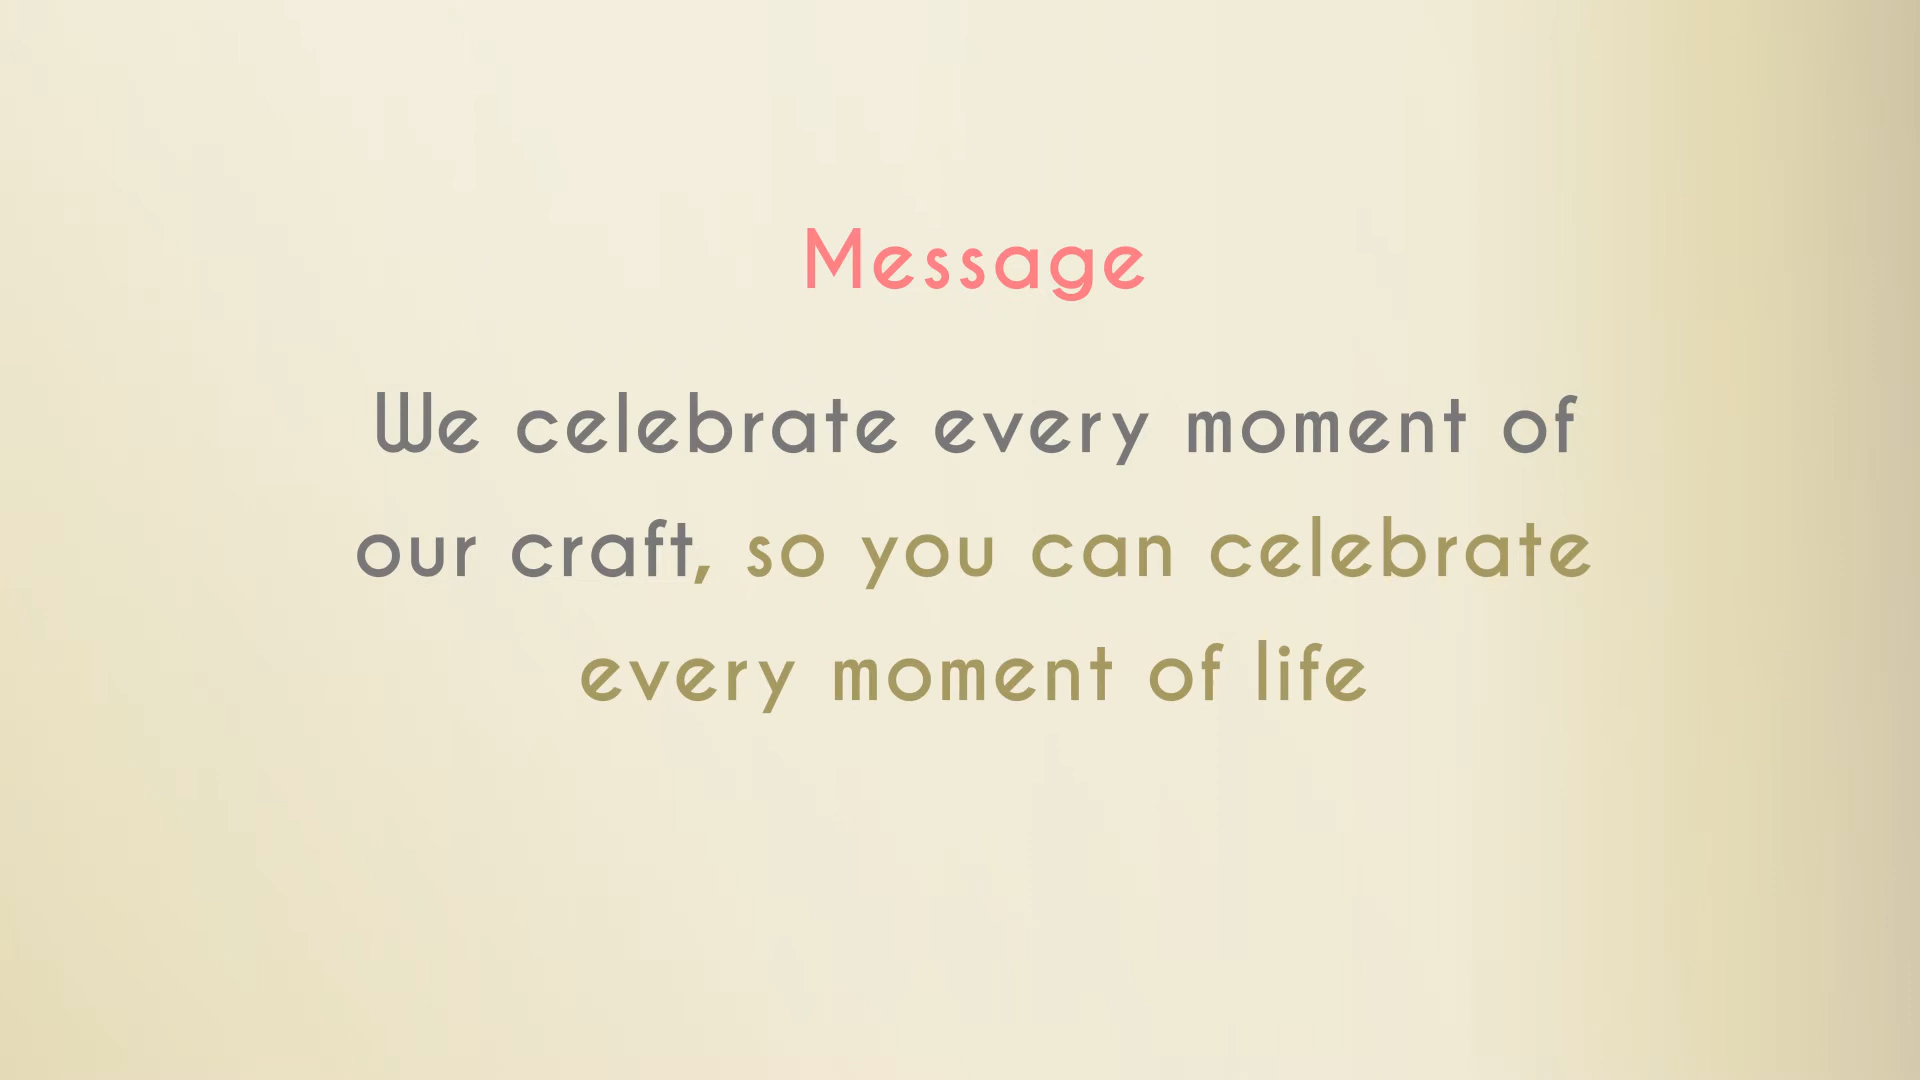 Message
We celebrate every moment of
our craft, so you can celebrate
every moment of life